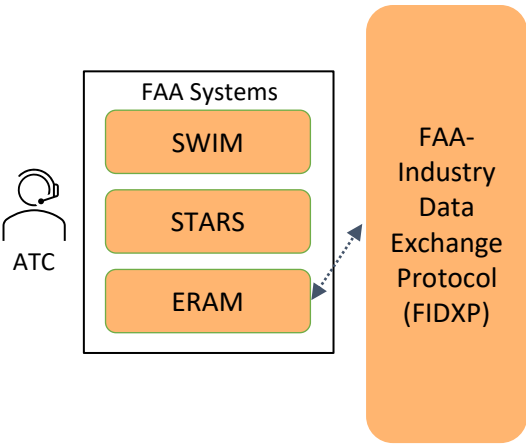 FAA Systems
SWIM
STARS
ERAM
ATC
FAA-
Industry
Data
Exchange
Protocol
(FIDXP)